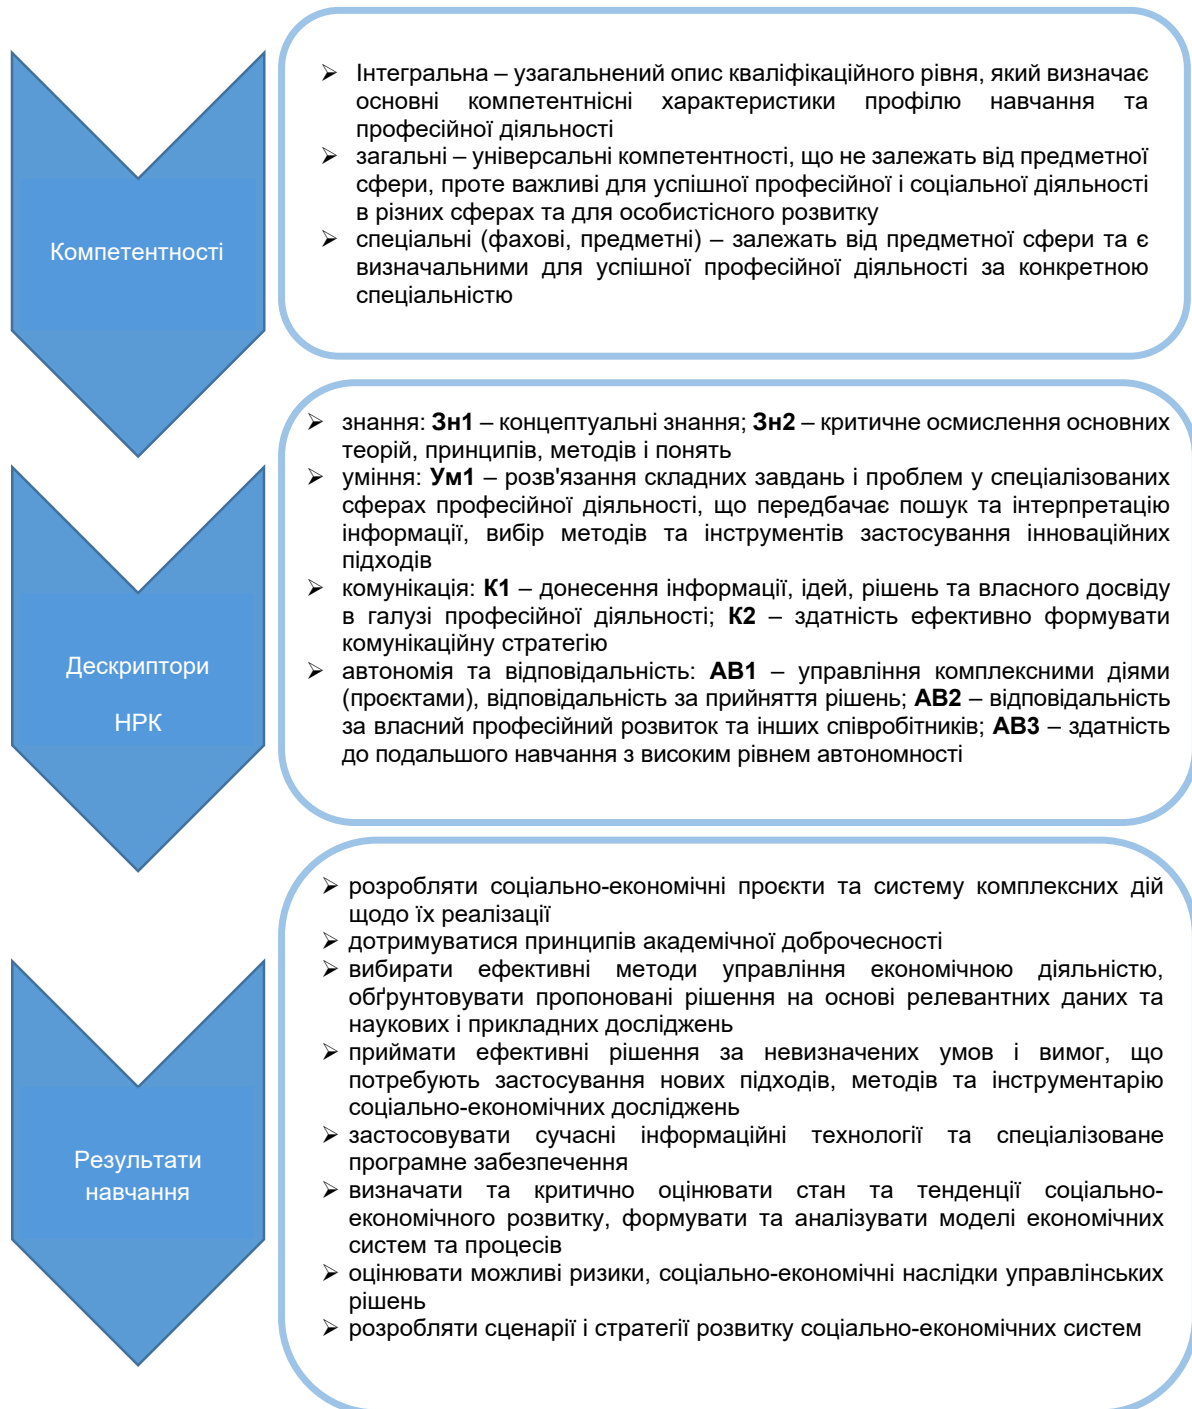 Компетентності
➢ Інтегральна – узагальнений опис кваліфікаційного рівня, який визначає
основні компетентнісні характеристики профілю навчання та
професійної діяльності
➢ загальні – універсальні компетентності, що не залежать від предметної
сфери, проте важливі для успішної професійної і соціальної діяльності
в різних сферах та для особистісного розвитку
➢ спеціальні (фахові, предметні) – залежать від предметної сфери та є
визначальними для успішної професійної діяльності за конкретною
спеціальністю
Дескриптори
НРК
➢ знання: Зн1 – концептуальні знання; Зн2 – критичне осмислення основних
теорій, принципів, методів і понять
➢ уміння: Ум1 – розв'язання складних завдань і проблем у спеціалізованих
сферах професійної діяльності, що передбачає пошук та інтерпретацію
інформації, вибір методів та інструментів застосування інноваційних
підходів
➢ комунікація: К1 – донесення інформації, ідей, рішень та власного досвіду
в галузі професійної діяльності; К2 – здатність ефективно формувати
комунікаційну стратегію
➢ автономія та відповідальність: АВ1 – управління комплексними діями
(проєктами), відповідальність за прийняття рішень; АВ2 – відповідальність
за власний професійний розвиток та інших співробітників; АВ3 – здатність
до подальшого навчання з високим рівнем автономності
Результати
навчання
➢ розробляти соціально-економічні проєкти та систему комплексних дій
щодо їх реалізації
➢ дотримуватися принципів академічної доброчесності
➢ вибирати ефективні методи управління економічною діяльністю,
обґрунтовувати пропоновані рішення на основі релевантних даних та
наукових і прикладних досліджень
➢ приймати ефективні рішення за невизначених умов і вимог, що
потребують застосування нових підходів, методів та інструментарію
соціально-економічних досліджень
➢ застосовувати сучасні інформаційні технології та спеціалізоване
програмне забезпечення
➢ визначати та критично оцінювати стан та тенденції соціально-
економічного розвитку, формувати та аналізувати моделі економічних
систем та процесів
➢ оцінювати можливі ризики, соціально-економічні наслідки управлінських
рішень
➢ розробляти сценарії і стратегії розвитку соціально-економічних систем